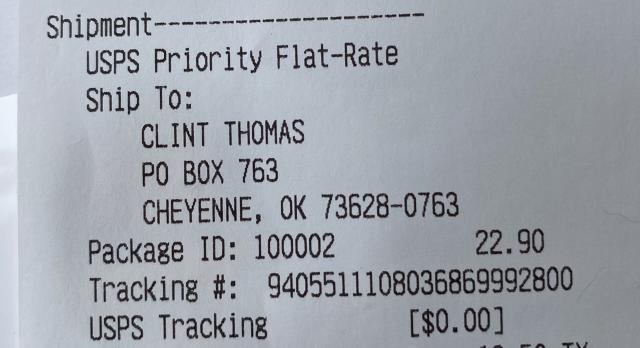 Shipment--------------------
USPS Priority Flat-Rate
Ship To:
CLINT THOMAS
PO BOX 763
CHEYENNE, OK 73628-0763
Package ID: 100002 22.90
Tracking #: 9405511108036869992800
USPS Tracking [$0.00]